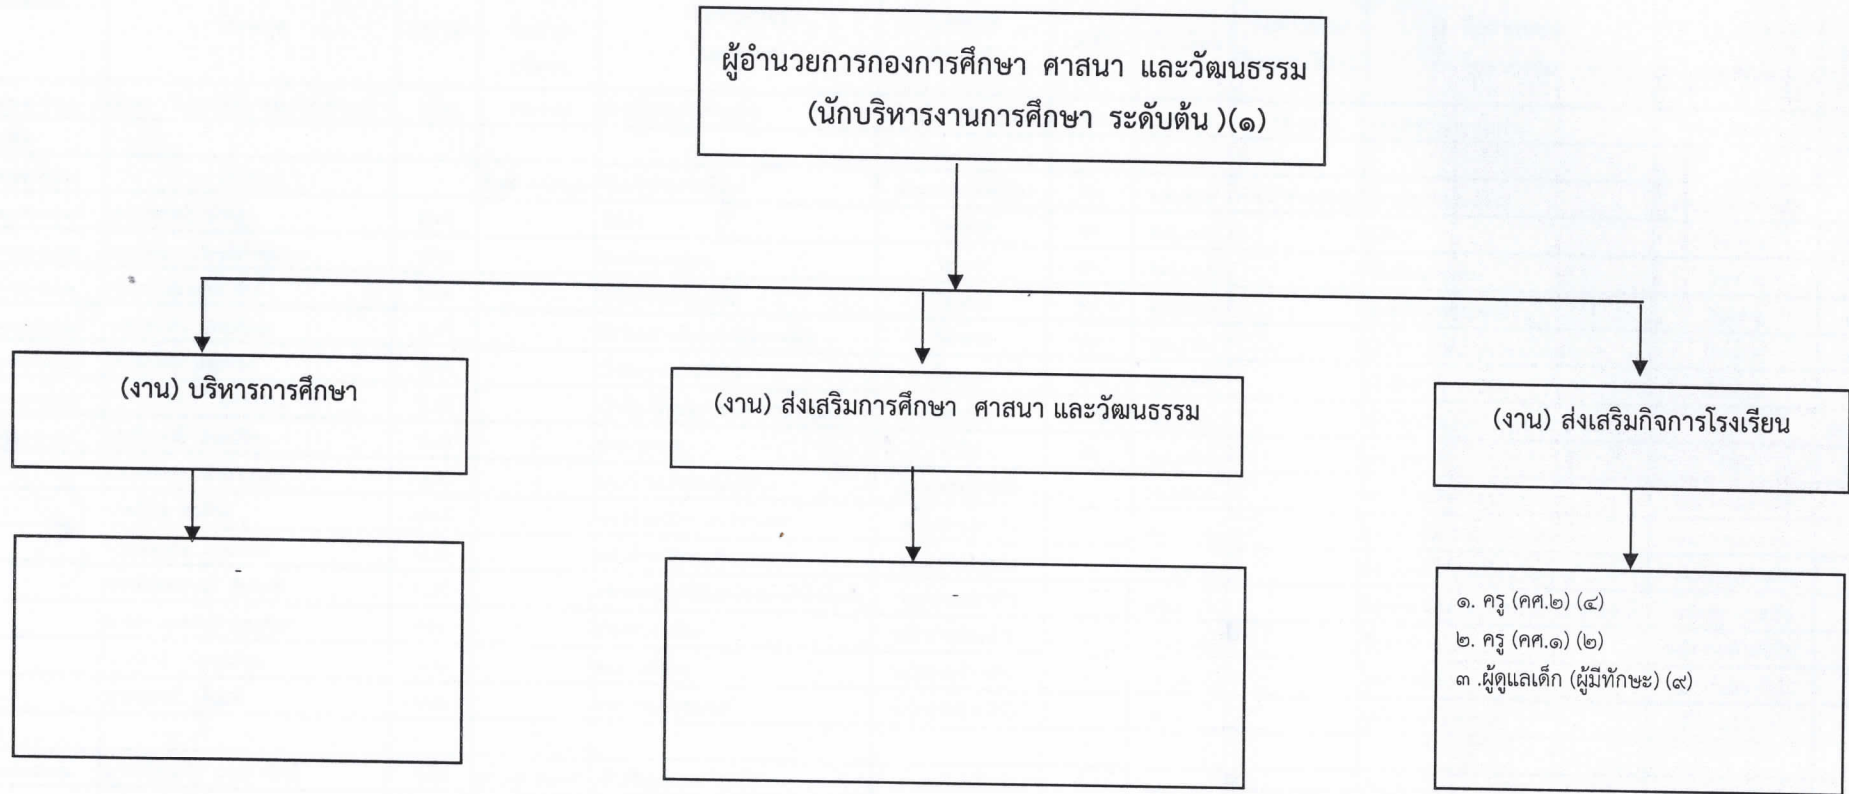 ผู้อำนวยการกองการศึกษา ศาสนา และวัฒนธรรม
(นักบริหารงานการศึกษา ระดับต้น )(๑)
(งาน) บริหารการศึกษา
(งาน) ส่งเสริมการศึกษา ศาสนา และวัฒนธรรม
(งาน) ส่งเสริมกิจการโรงเรียน
-
-
๑. ครู (คศ.๒) (๔)
๒. ครู (คศ.๑) (๒)
๓ .ผู้ดูแลเด็ก (ผู้มีทักษะ) (๙)